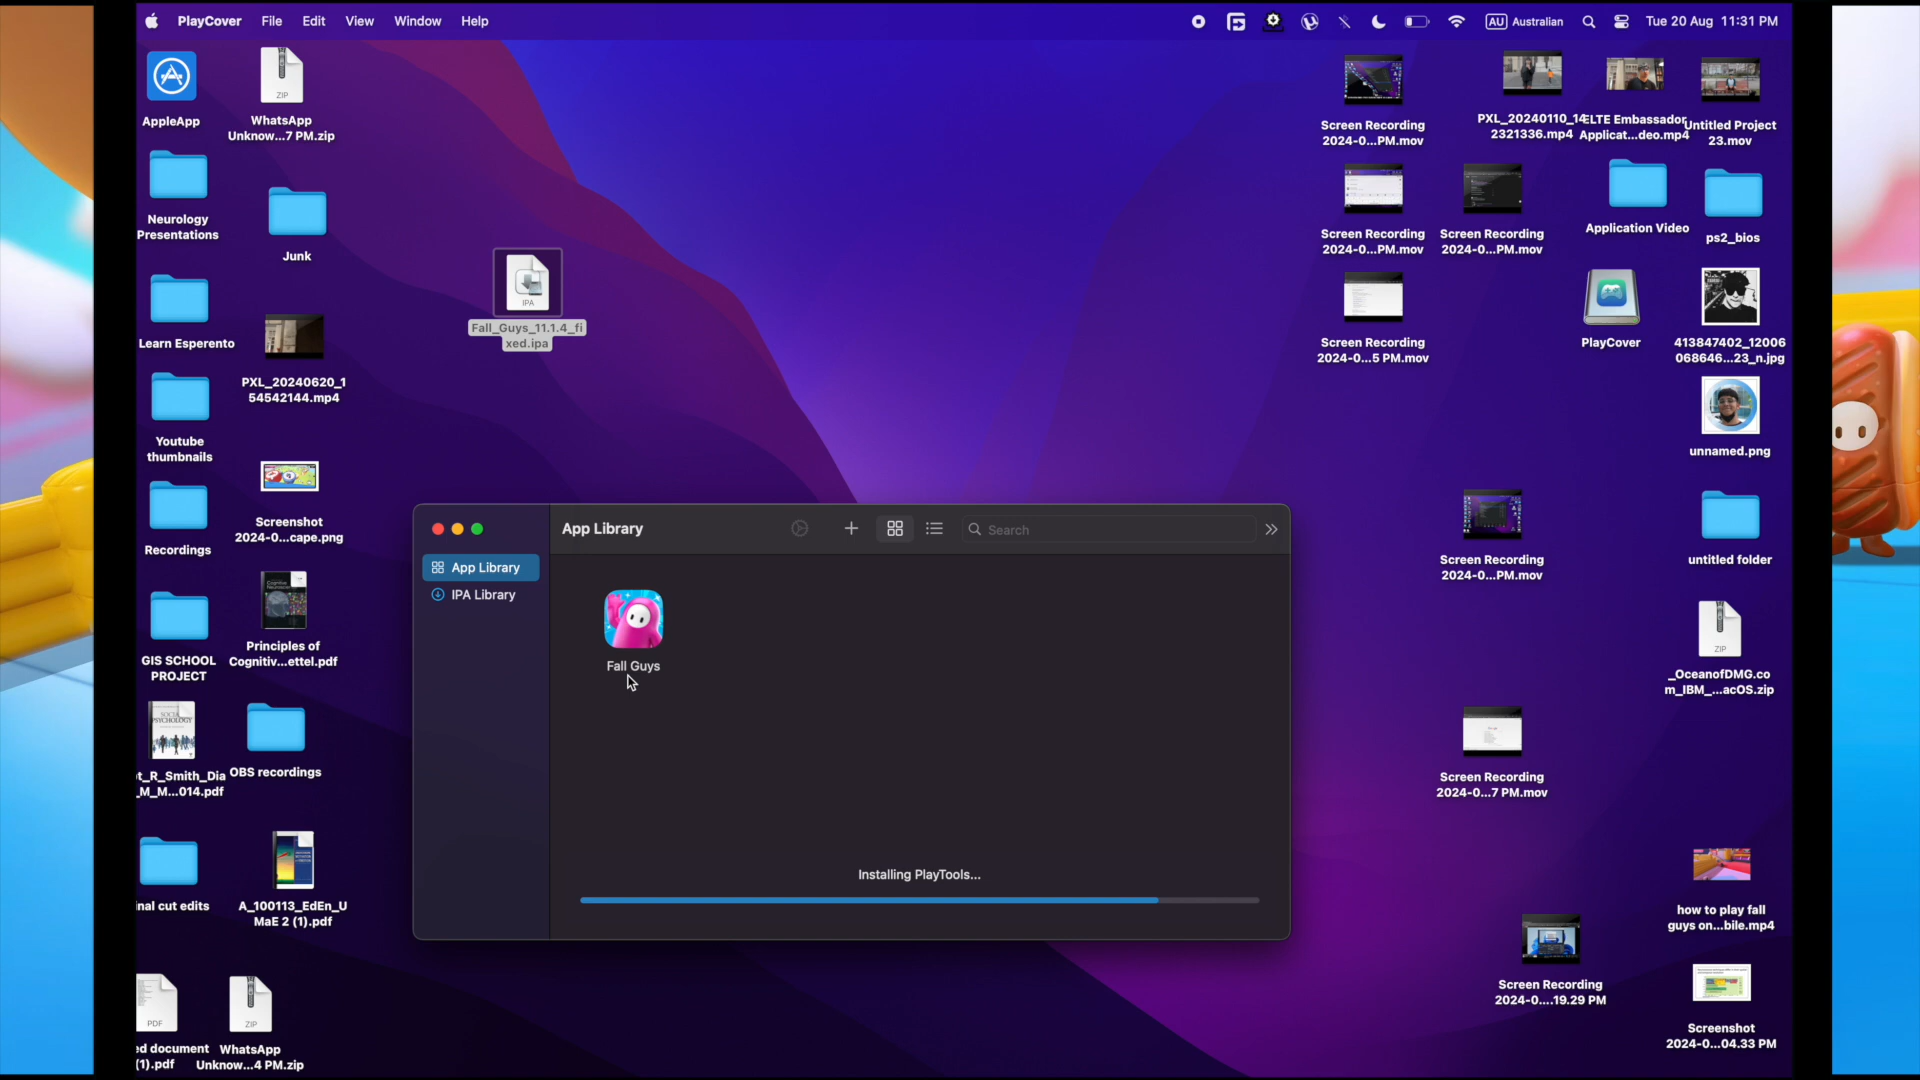 PlayCover File Edit View Window Help
AU Australian Tue 20 Aug 11:31 PM
AppleApp
ZIP
WhatsApp
Unknow...7 PM.zip
Neurology
Presentations
Junk
Learn Esperento
PXL_20240620_1
54542144.mp4
Youtube
thumbnails
Screenshot
2024-0...cape.png
Recordings
GIS SCHOOL
PROJECT
Principles of
Cognitiv...ettel.pdf
SOCIAL
PSYCHOLOGY
t_R_Smith_Dia
_M_M...014.pdf
OBS recordings
nal cut edits
A_100113_EdEn_U
MaE 2 (1).pdf
PDF
ed document
(1).pdf
ZIP
WhatsApp
Unknow...4 PM.zip
IPA
Fall_Guys_11.1.4_fi
xed.ipa
App Library
Search
App Library
IPA Library
Fall Guys
Installing PlayTools...
Screen Recording
2024-0...PM.mov
PXL_20240110_14
2321336.mp4
ELTE Embassador
Applicat...deo.mp4
Untitled Project
23.mov
Screen Recording
2024-0...PM.mov
Screen Recording
2024-0...PM.mov
Application Video
ps2_bios
Screen Recording
2024-0...5 PM.mov
PlayCover
413847402_12006
068646...23_n.jpg
unnamed.png
Screen Recording
2024-0...PM.mov
untitled folder
ZIP
_OceanofDMG.co
m_IBM_...acOS.zip
Screen Recording
2024-0...7 PM.mov
how to play fall
guys on...bile.mp4
Screen Recording
2024-0....19.29 PM
Screenshot
2024-0...04.33 PM